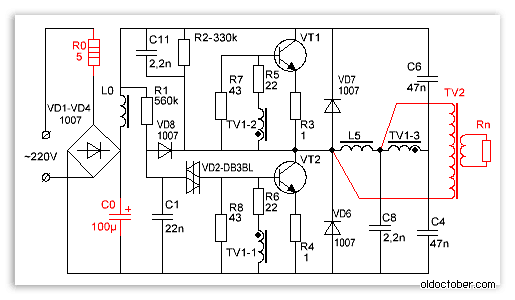 R0
5
C11
2,2n
R2-330k
VT1
C6
47n
TV2
VD1-VD4
1007
L0
R1
560k
R7
43
R5
22
VD7
1007
VD8
1007
TV1-2
R3
1
L5
TV1-3
Rn
~220V
VD2-DB3BL
VT2
C0
+
100µ
C1
22n
R8
43
R6
22
TV1-1
R4
1
VD6
1007
C8
2,2n
C4
47n
oldoctober.com